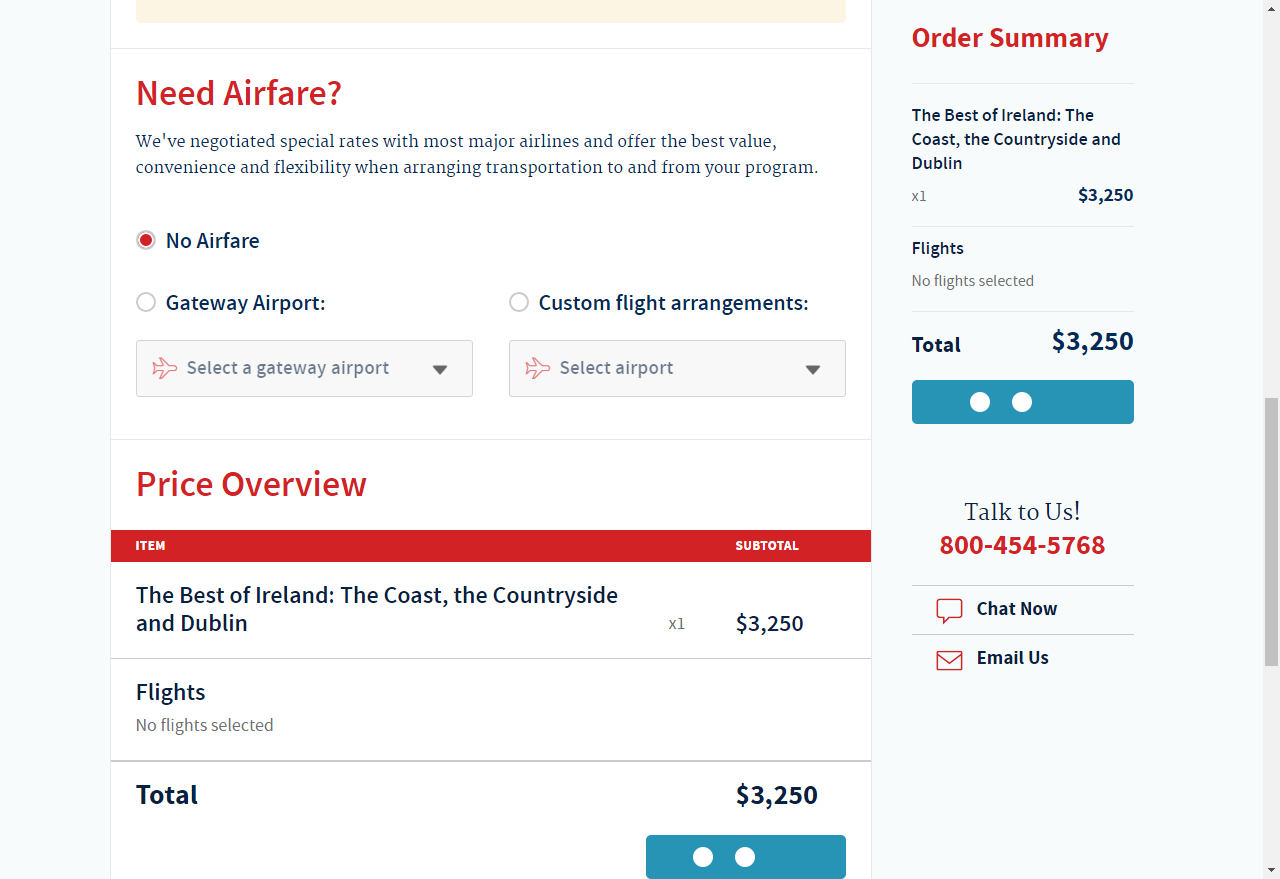 Need Airfare?
We've negotiated special rates with most major airlines and offer the best value,
convenience and flexibility when arranging transportation to and from your program.
No Airfare
Gateway Airport:
Custom flight arrangements:
Select a gateway airport
Select airport
Price Overview
ITEM SUBTOTAL
The Best of Ireland: The Coast, the Countryside
and Dublin x1 $3,250
Flights
No flights selected
Total $3,250
Order Summary
The Best of Ireland: The
Coast, the Countryside and
Dublin
x1 $3,250
Flights
No flights selected
Total $3,250
Talk to Us!
800-454-5768
Chat Now
Email Us